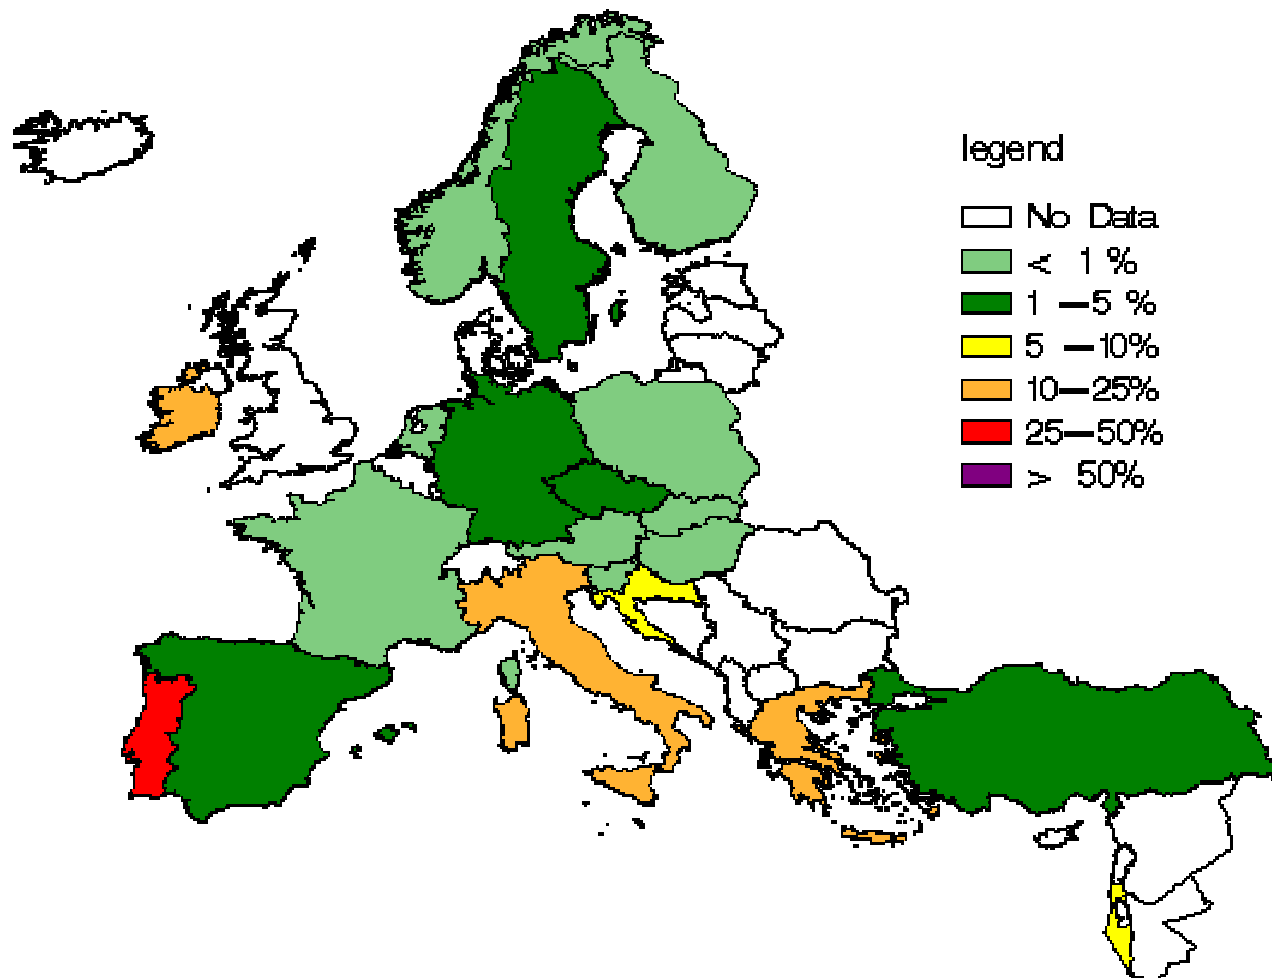 legend
No Data
< 1 %
1 —5 %
5 —10%
10—25%
25—50%
> 50%